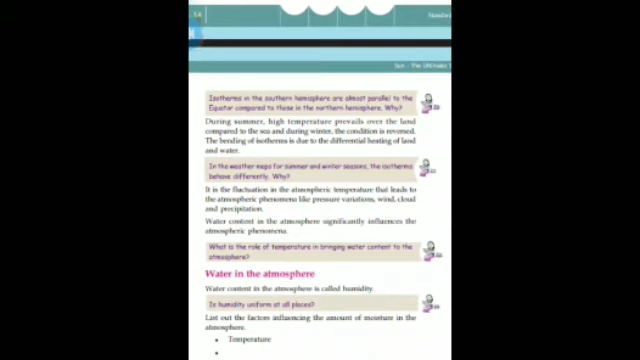 14
Standard
Sun - The Ultimate
Isotherms in the southern hemisphere are almost parallel to the
Equator compared to those in the northern hemisphere. Why?
During summer, high temperature prevails over the land
compared to the sea and during winter, the condition is reversed.
The bending of isotherms is due to the differential heating of land
and water.
In the weather maps for summer and winter seasons, the isotherms
behave differently. Why?
It is the fluctuation in the atmospheric temperature that leads to
the atmospheric phenomena like pressure variations, wind, cloud
and precipitation.
Water content in the atmosphere significantly influences the
atmospheric phenomena.
What is the role of temperature in bringing water content to the
atmosphere?
Water in the atmosphere
Water content in the atmosphere is called humidity.
Is humidity uniform at all places?
List out the factors influencing the amount of moisture in the
atmosphere.
• Temperature
•